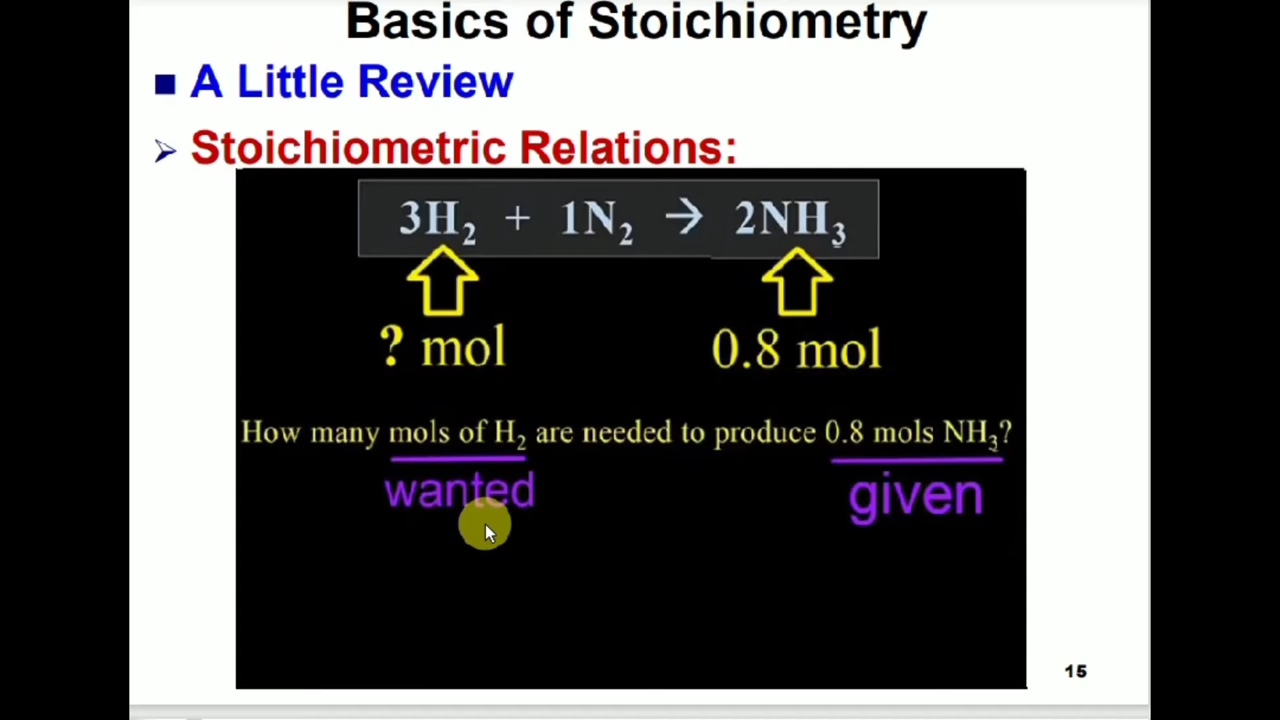 Basics of Stoichiometry
■ A Little Review
➢ Stoichiometric Relations:
3H₂ + 1N₂ → 2NH₃
? mol 0.8 mol
How many mols of H₂ are needed to produce 0.8 mols NH₃?
wanted given
15